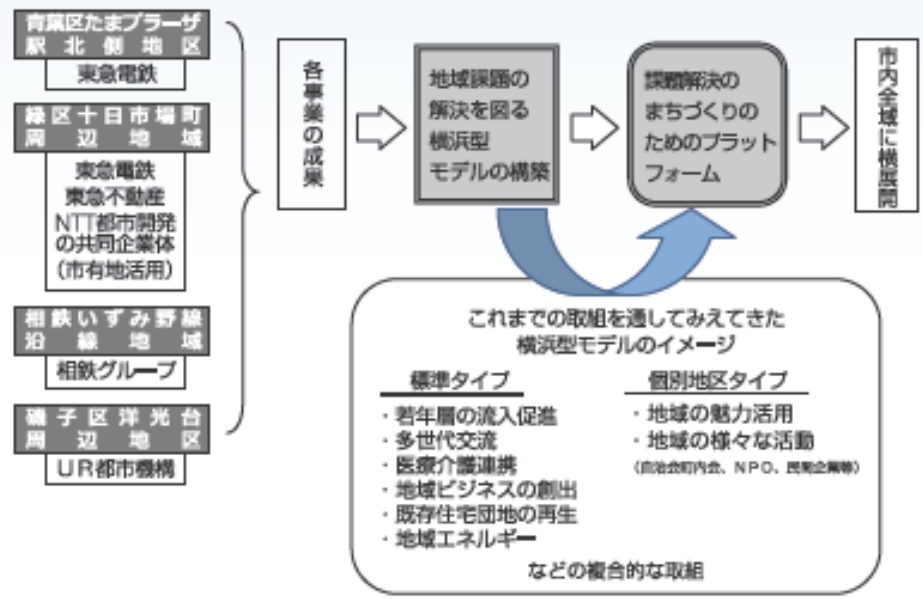 青葉区たまプラーザ
駅北側地区
東急電鉄
緑区十日市場町
周辺地域
東急電鉄
東急不動産
NTT都市開発
の共同企業体
（市有地活用）
相鉄いずみ野線
沿線地域
相鉄グループ
磯子区洋光台
周辺地区
UR都市機構
各事業の成果
地域課題の
解決を図る
横浜型
モデルの構築
課題解決の
まちづくりの
ためのプラット
フォーム
市内全域に横展開
これまでの取組を通してみえてきた
横浜型モデルのイメージ
標準タイプ
・若年層の流入促進
・多世代交流
・医療介護連携
・地域ビジネスの創出
・既存住宅団地の再生
・地域エネルギー
個別地区タイプ
・地域の魅力活用
・地域の様々な活動
（自治会町内会、NPO、民間企業等）
などの複合的な取組